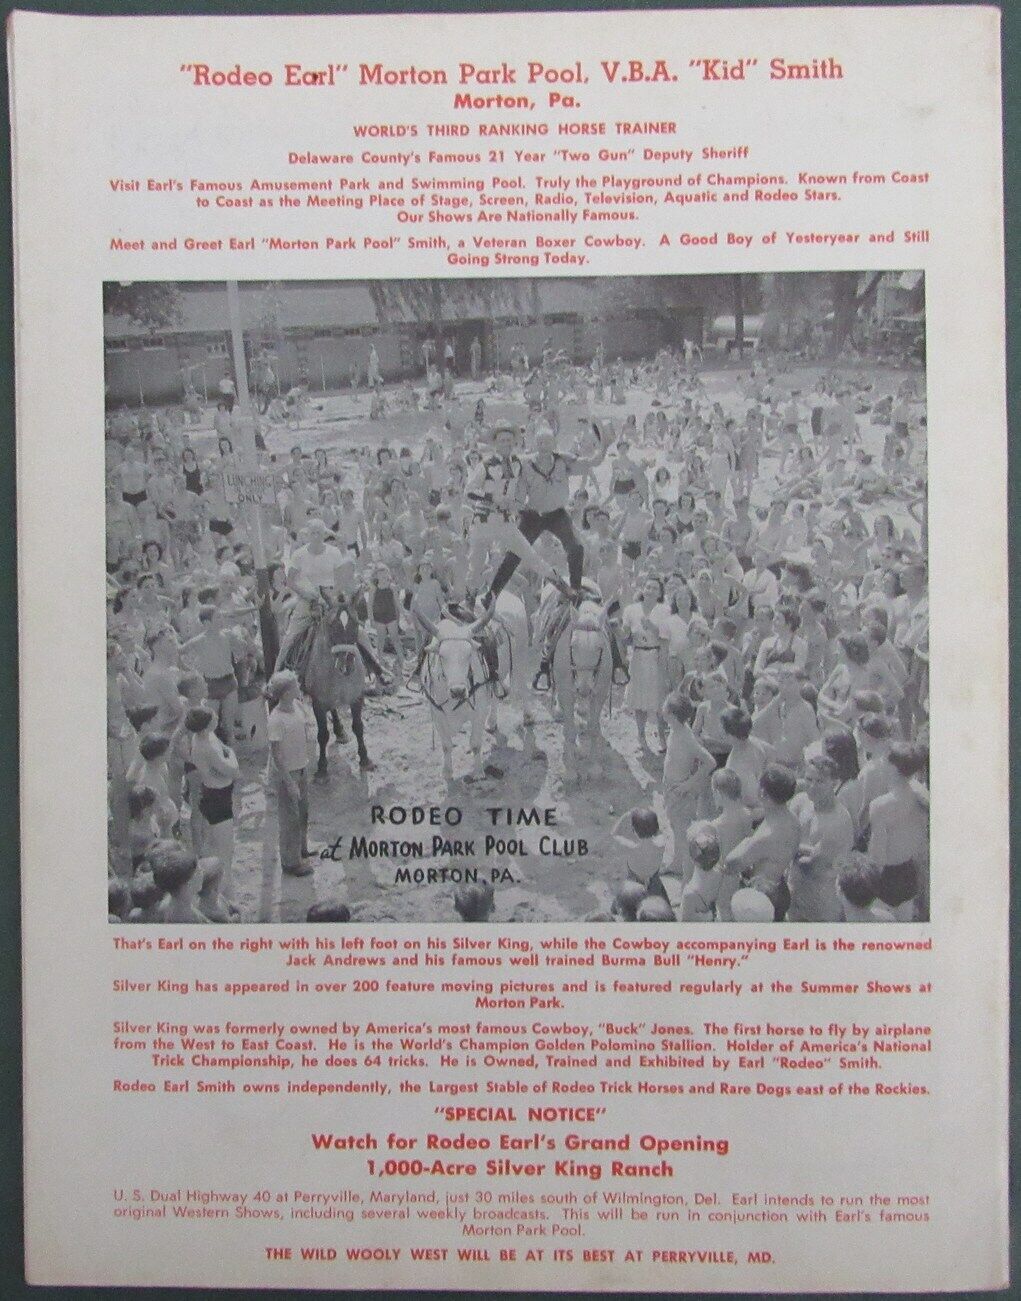 "Rodeo Earl" Morton Park Pool, V.B.A. "Kid" Smith
Morton, Pa.
WORLD'S THIRD RANKING HORSE TRAINER
Delaware County's Famous 21 Year "Two Gun" Deputy Sheriff
Visit Earl's Famous Amusement Park and Swimming Pool. Truly the Playground of Champions. Known from Coast
to Coast as the Meeting Place of Stage, Screen, Radio, Television, Aquatic and Rodeo Stars.
Our Shows Are Nationally Famous.
Meet and Greet Earl "Morton Park Pool" Smith, a Veteran Boxer Cowboy. A Good Boy of Yesteryear and Still
Going Strong Today.
LUNCHING
ONLY
RODEO TIME
at MORTON PARK POOL CLUB
MORTON, PA.
That's Earl on the right with his left foot on his Silver King, while the Cowboy accompanying Earl is the renowned
Jack Andrews and his famous well trained Burma Bull "Henry."
Silver King has appeared in over 200 feature moving pictures and is featured regularly at the Summer Shows at
Morton Park.
Silver King was formerly owned by America's most famous Cowboy, "Buck" Jones. The first horse to fly by airplane
from the West to East Coast. He is the World's Champion Golden Polomino Stallion. Holder of America's National
Trick Championship, he does 64 tricks. He is Owned, Trained and Exhibited by Earl "Rodeo" Smith.
Rodeo Earl Smith owns independently, the Largest Stable of Rodeo Trick Horses and Rare Dogs east of the Rockies.
"SPECIAL NOTICE"
Watch for Rodeo Earl's Grand Opening
1,000-Acre Silver King Ranch
U. S. Dual Highway 40 at Perryville, Maryland, just 30 miles south of Wilmington, Del. Earl intends to run the most
original Western Shows, including several weekly broadcasts. This will be run in conjunction with Earl's famous
Morton Park Pool.
THE WILD WOOLY WEST WILL BE AT ITS BEST AT PERRYVILLE, MD.